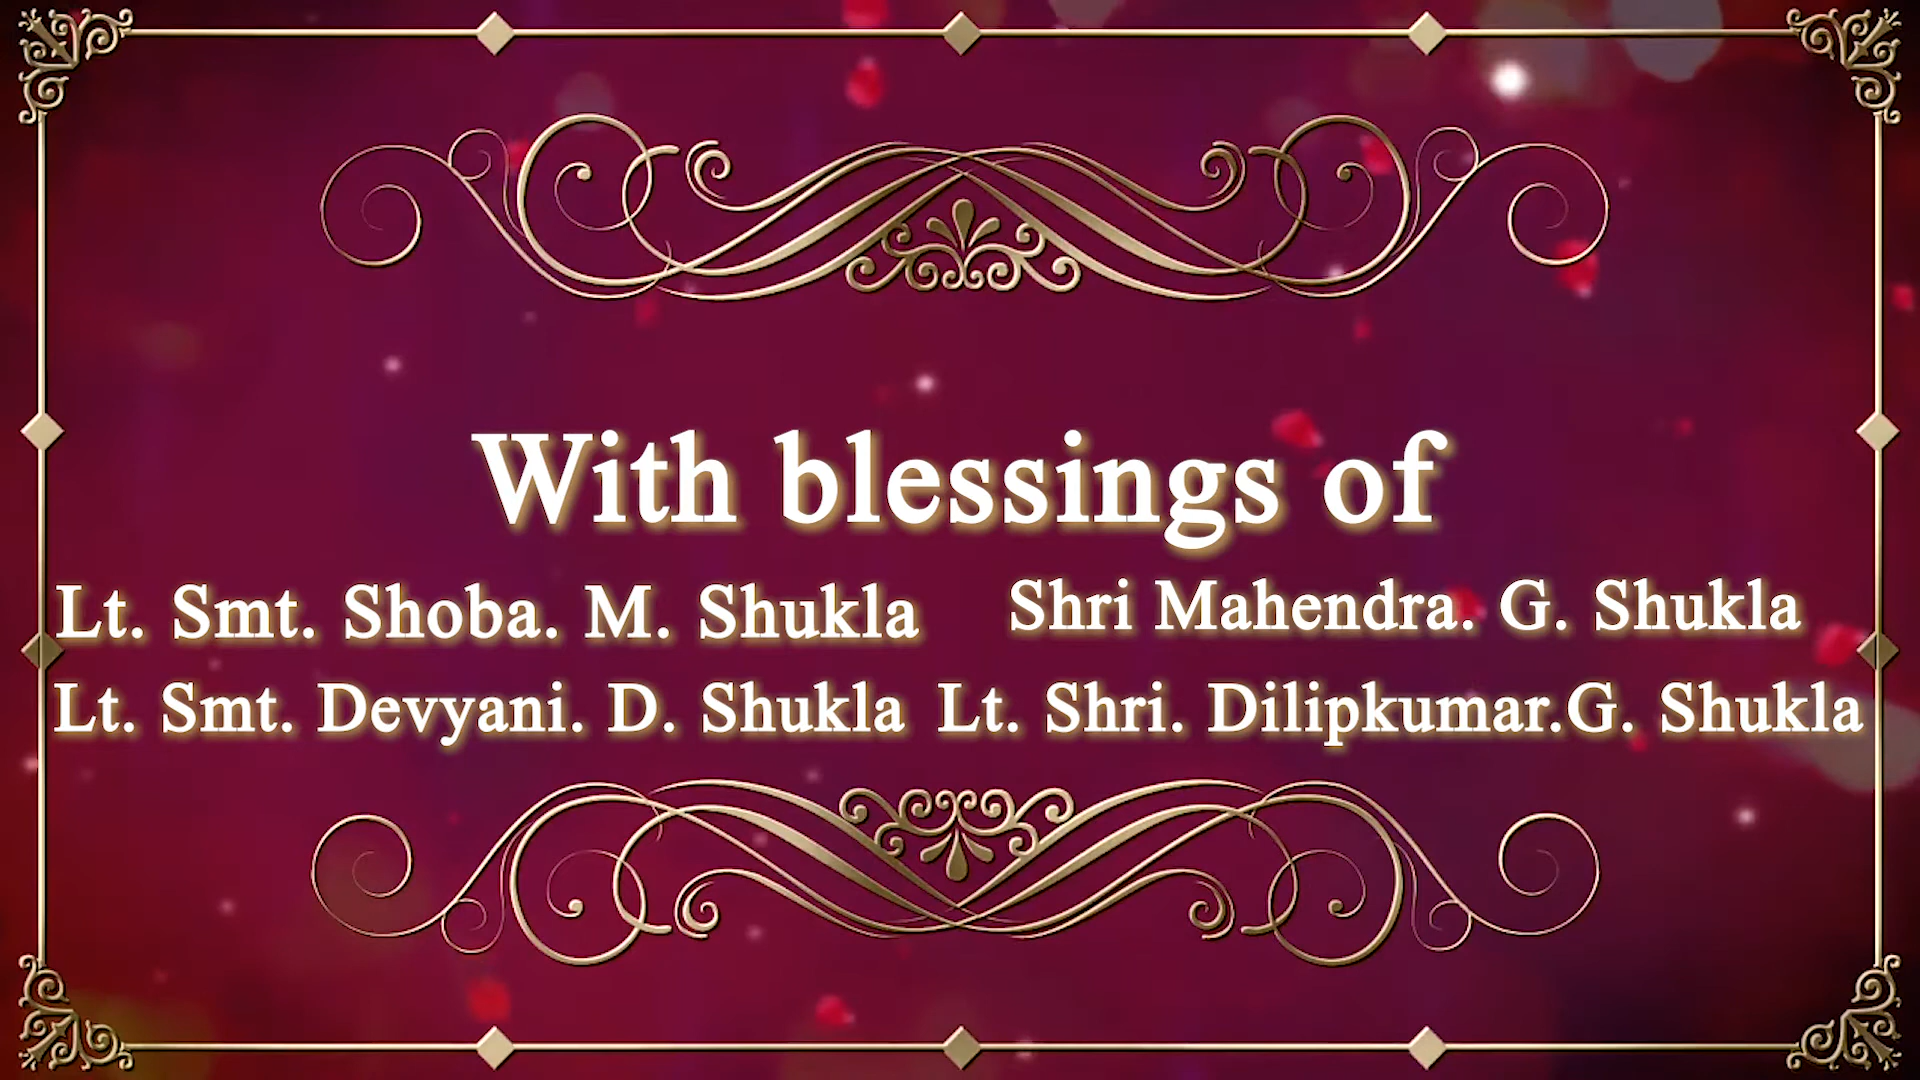 With blessings of
Lt. Smt. Shoba. M. Shukla Shri Mahendra. G. Shukla
Lt. Smt. Devyani. D. Shukla Lt. Shri. Dilipkumar.G. Shukla